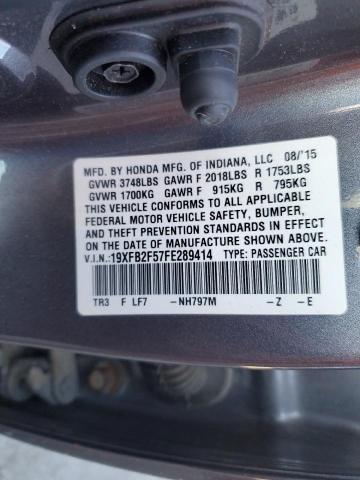 MFD. BY HONDA MFG. OF INDIANA, LLC 08/'15
GVWR 3748LBS GAWR F 2018LBS R 1753LBS
GVWR 1700KG GAWR F 915KG R 795KG
THIS VEHICLE CONFORMS TO ALL APPLICABLE
FEDERAL MOTOR VEHICLE SAFETY, BUMPER,
AND THEFT PREVENTION STANDARDS IN EFFECT
ON THE DATE OF MANUFACTURE SHOWN ABOVE.
V.I.N.: 19XFB2F57FE289414 TYPE: PASSENGER CAR
TR3 F LF7 -NH797M -Z -E